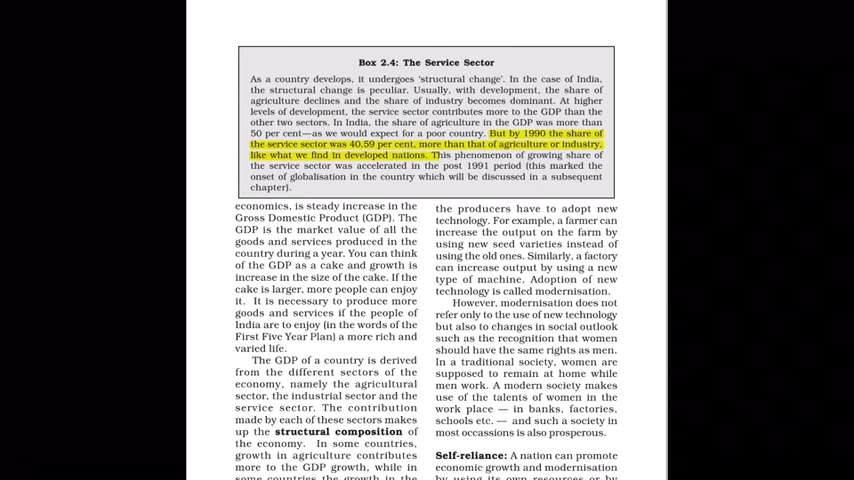 Box 2.4: The Service Sector
As a country develops, it undergoes 'structural change'. In the case of India,
the structural change is peculiar. Usually, with development, the share of
agriculture declines and the share of industry becomes dominant. At higher
levels of development, the service sector contributes more to the GDP than the
other two sectors. In India, the share of agriculture in the GDP was more than
50 per cent—as we would expect for a poor country. But by 1990 the share of
the service sector was 40.59 per cent, more than that of agriculture or industry,
like what we find in developed nations. This phenomenon of growing share of
the service sector was accelerated in the post 1991 period (this marked the
onset of globalisation in the country which will be discussed in a subsequent
chapter).
economics, is steady increase in the
Gross Domestic Product (GDP). The
GDP is the market value of all the
goods and services produced in the
country during a year. You can think
of the GDP as a cake and growth is
increase in the size of the cake. If the
cake is larger, more people can enjoy
it. It is necessary to produce more
goods and services if the people of
India are to enjoy (in the words of the
First Five Year Plan) a more rich and
varied life.
The GDP of a country is derived
from the different sectors of the
economy, namely the agricultural
sector, the industrial sector and the
service sector. The contribution
made by each of these sectors makes
up the structural composition of
the economy. In some countries,
growth in agriculture contributes
more to the GDP growth, while in
some countries the growth in the
the producers have to adopt new
technology. For example, a farmer can
increase the output on the farm by
using new seed varieties instead of
using the old ones. Similarly, a factory
can increase output by using a new
type of machine. Adoption of new
technology is called modernisation.
However, modernisation does not
refer only to the use of new technology
but also to changes in social outlook
such as the recognition that women
should have the same rights as men.
In a traditional society, women are
supposed to remain at home while
men work. A modern society makes
use of the talents of women in the
work place — in banks, factories,
schools etc. — and such a society in
most occassions is also prosperous.
Self-reliance: A nation can promote
economic growth and modernisation
by using its own resources or by